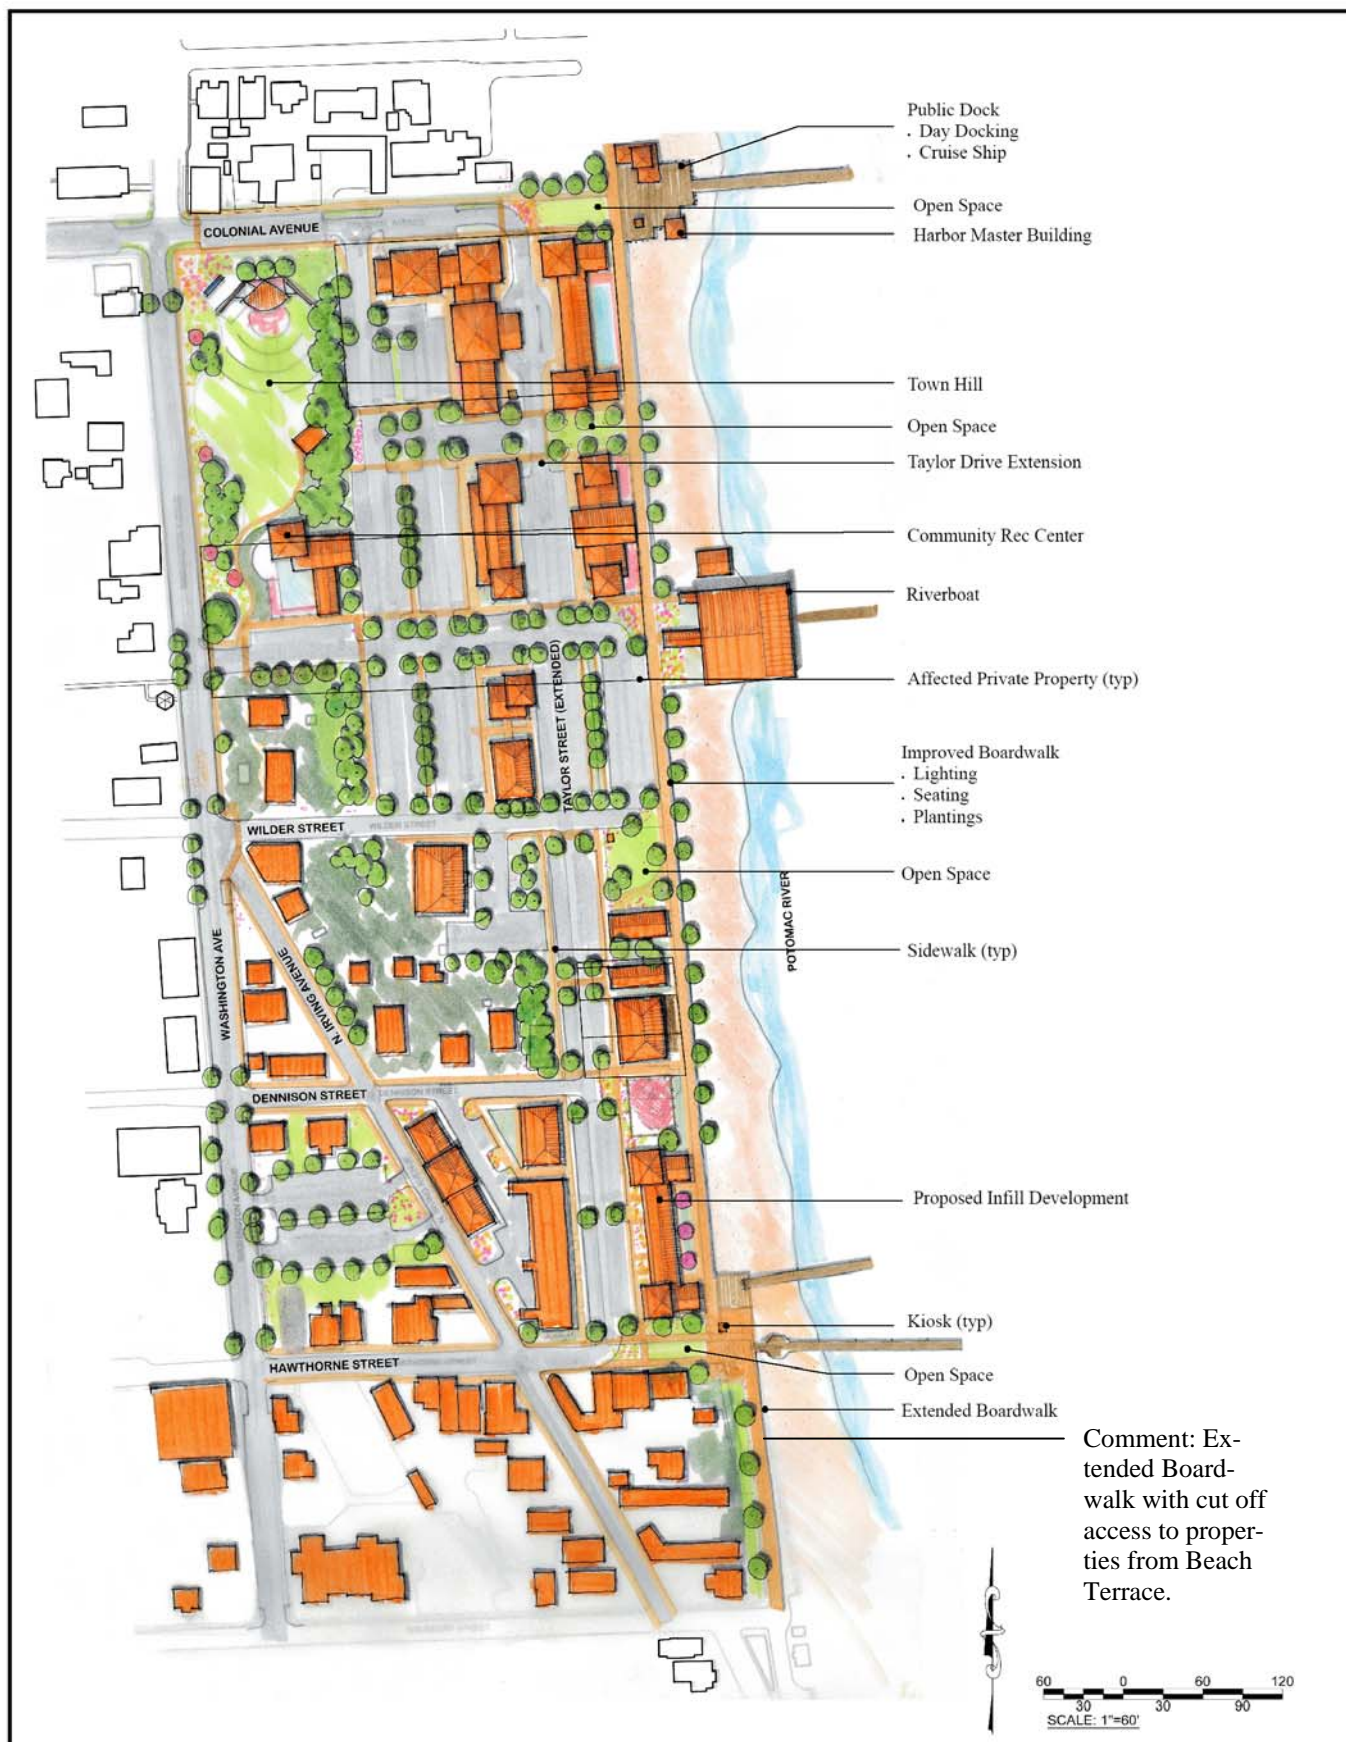 Public Dock
. Day Docking
. Cruise Ship
Open Space
Harbor Master Building
COLONIAL AVENUE
Town Hill
Open Space
Taylor Drive Extension
Community Rec Center
Riverboat
TAYLOR STREET (EXTENDED)
Affected Private Property (typ)
Improved Boardwalk
. Lighting
. Seating
. Plantings
WILDER STREET
WILDER STREET
Open Space
POTOMAC RIVER
Sidewalk (typ)
WASHINGTON AVE
N. IRVING AVENUE
DENNISON STREET
DENNISON STREET
Proposed Infill Development
Kiosk (typ)
HAWTHORNE STREET
Open Space
Extended Boardwalk
Comment: Ex-
tended Board-
walk with cut off
access to proper-
ties from Beach
Terrace.
60 0 60 120
30 30 90
SCALE: 1"=60'